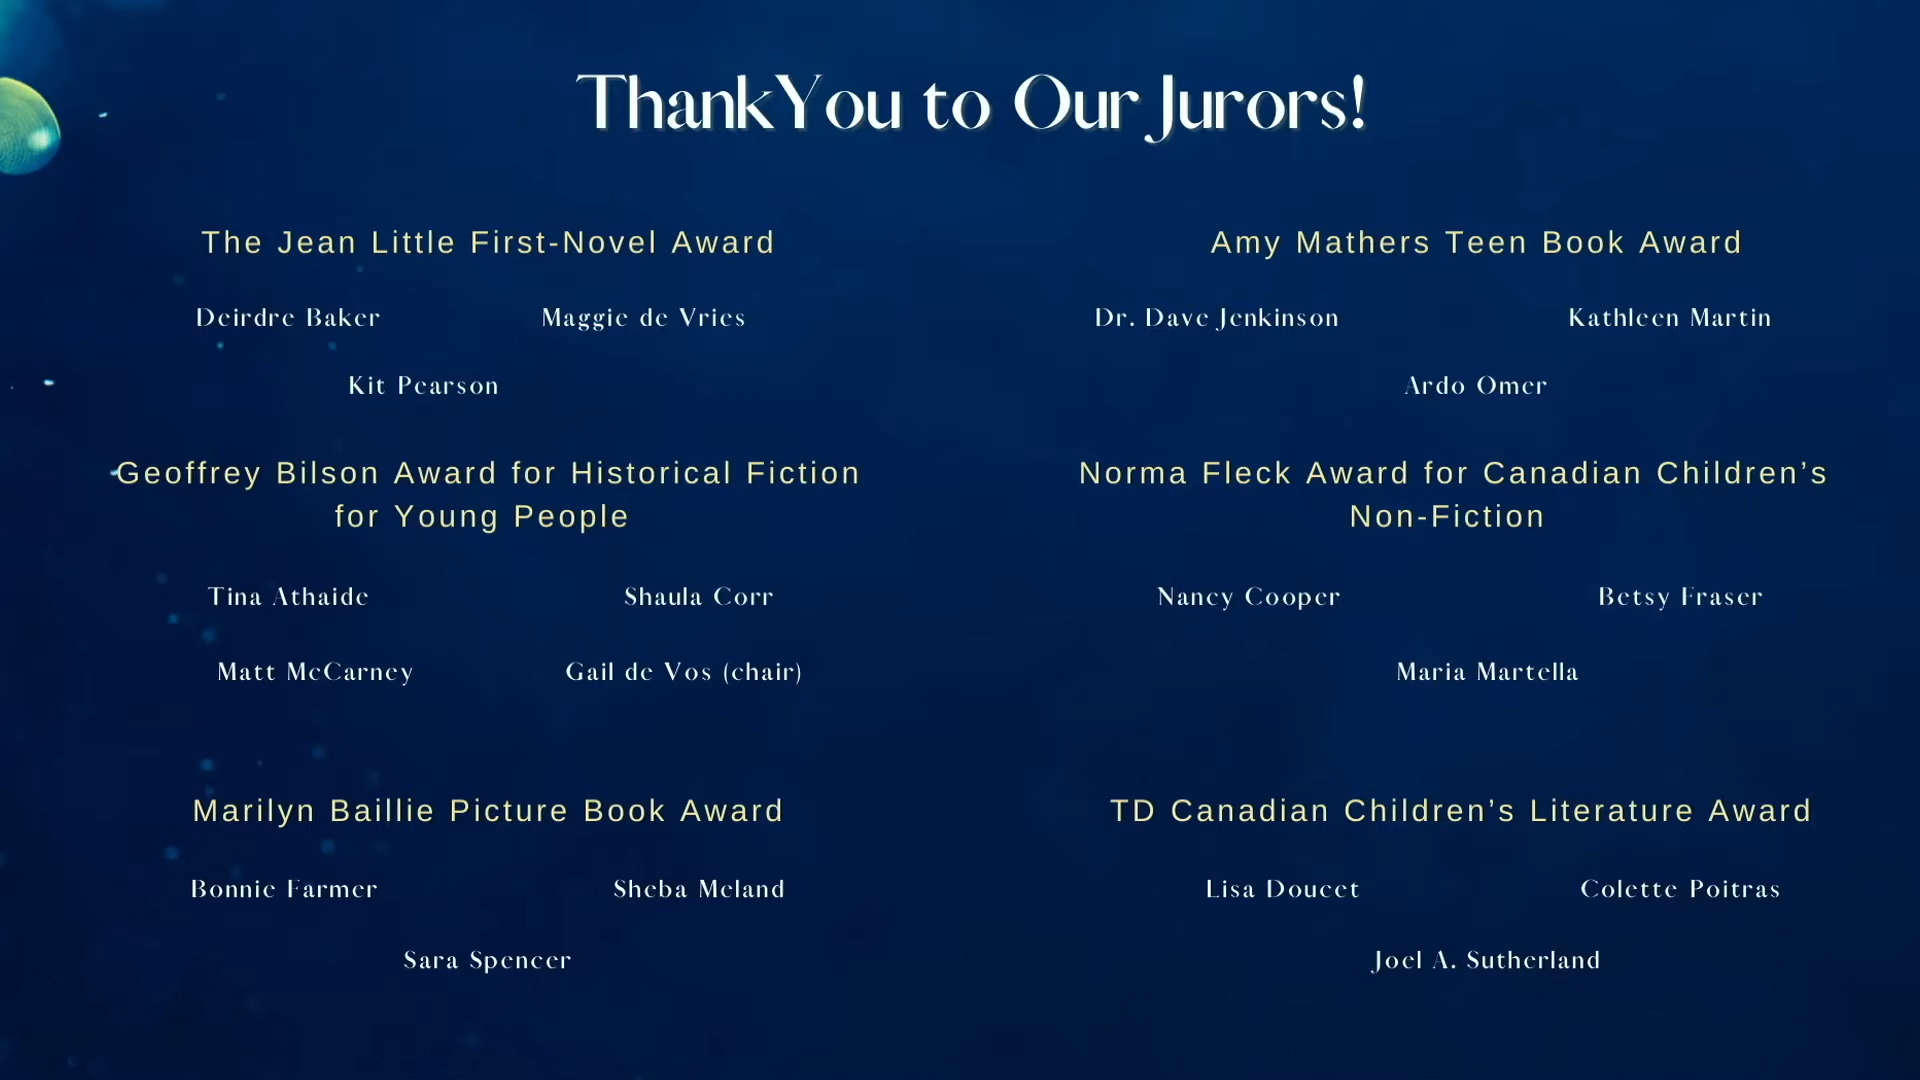 Thank You to Our Jurors!
The Jean Little First-Novel Award
Deirdre Baker Maggie de Vries
Kit Pearson
Geoffrey Bilson Award for Historical Fiction
for Young People
Tina Athaide Shaula Corr
Matt McCarney Gail de Vos (chair)
Marilyn Baillie Picture Book Award
Bonnie Farmer Sheba Meland
Sara Spencer
Amy Mathers Teen Book Award
Dr. Dave Jenkinson Kathleen Martin
Ardo Omer
Norma Fleck Award for Canadian Children’s
Non-Fiction
Nancy Cooper Betsy Fraser
Maria Martella
TD Canadian Children’s Literature Award
Lisa Doucet Colette Poitras
Joel A. Sutherland